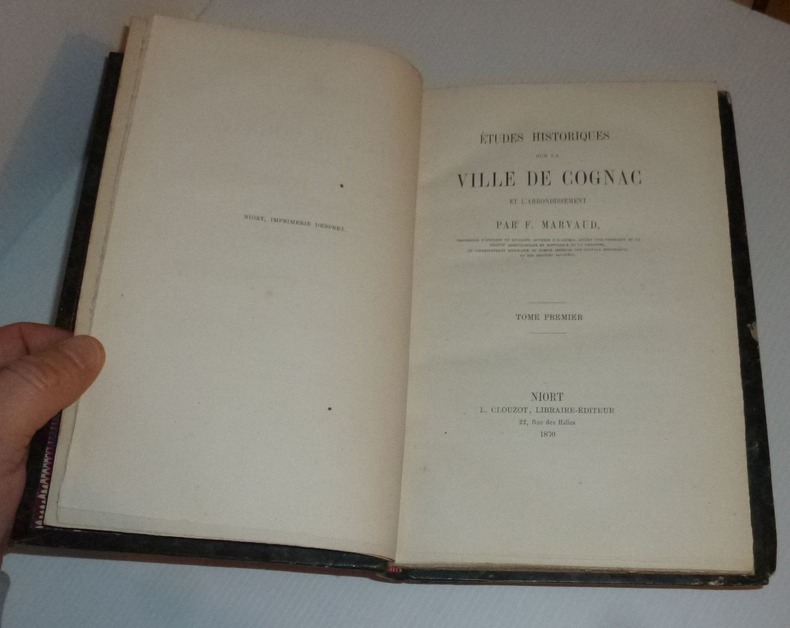 NIORT, IMPRIMERIE DESPREZ.
ÉTUDES HISTORIQUES
SUR LA
VILLE DE COGNAC
ET L'ARRONDISSEMENT
PAR F. MARVAUD,
TOME PREMIER
NIORT
L. CLOUZOT, LIBRAIRE-ÉDITEUR
22, Rue des Halles
1870